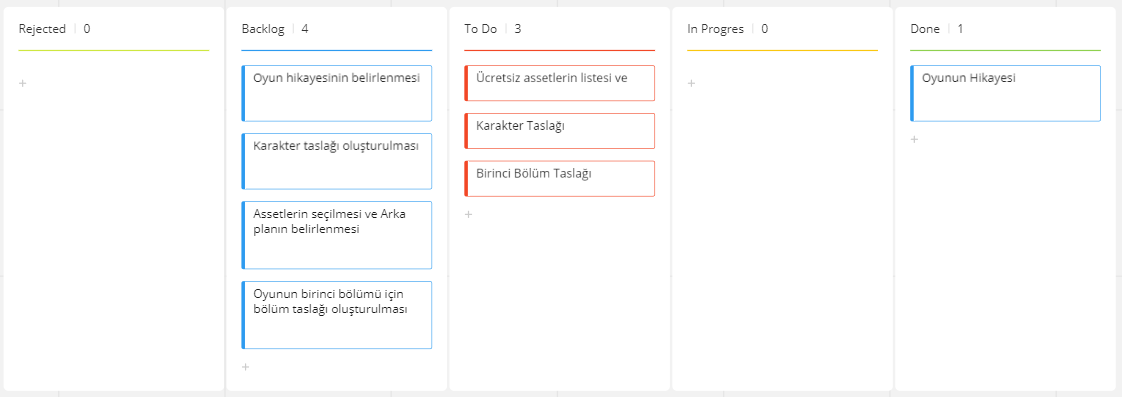 Rejected | 0
Backlog | 4
To Do | 3
In Progres | 0
Done | 1
+
Oyun hikayesinin belirlenmesi
Karakter taslağı oluşturulması
Assetlerin seçilmesi ve Arka
planın belirlenmesi
Oyunun birinci bölümü için
bölüm taslağı oluşturulması
+
Ücretsiz assetlerin listesi ve
Karakter Taslağı
Birinci Bölüm Taslağı
+
+
Oyunun Hikayesi
+